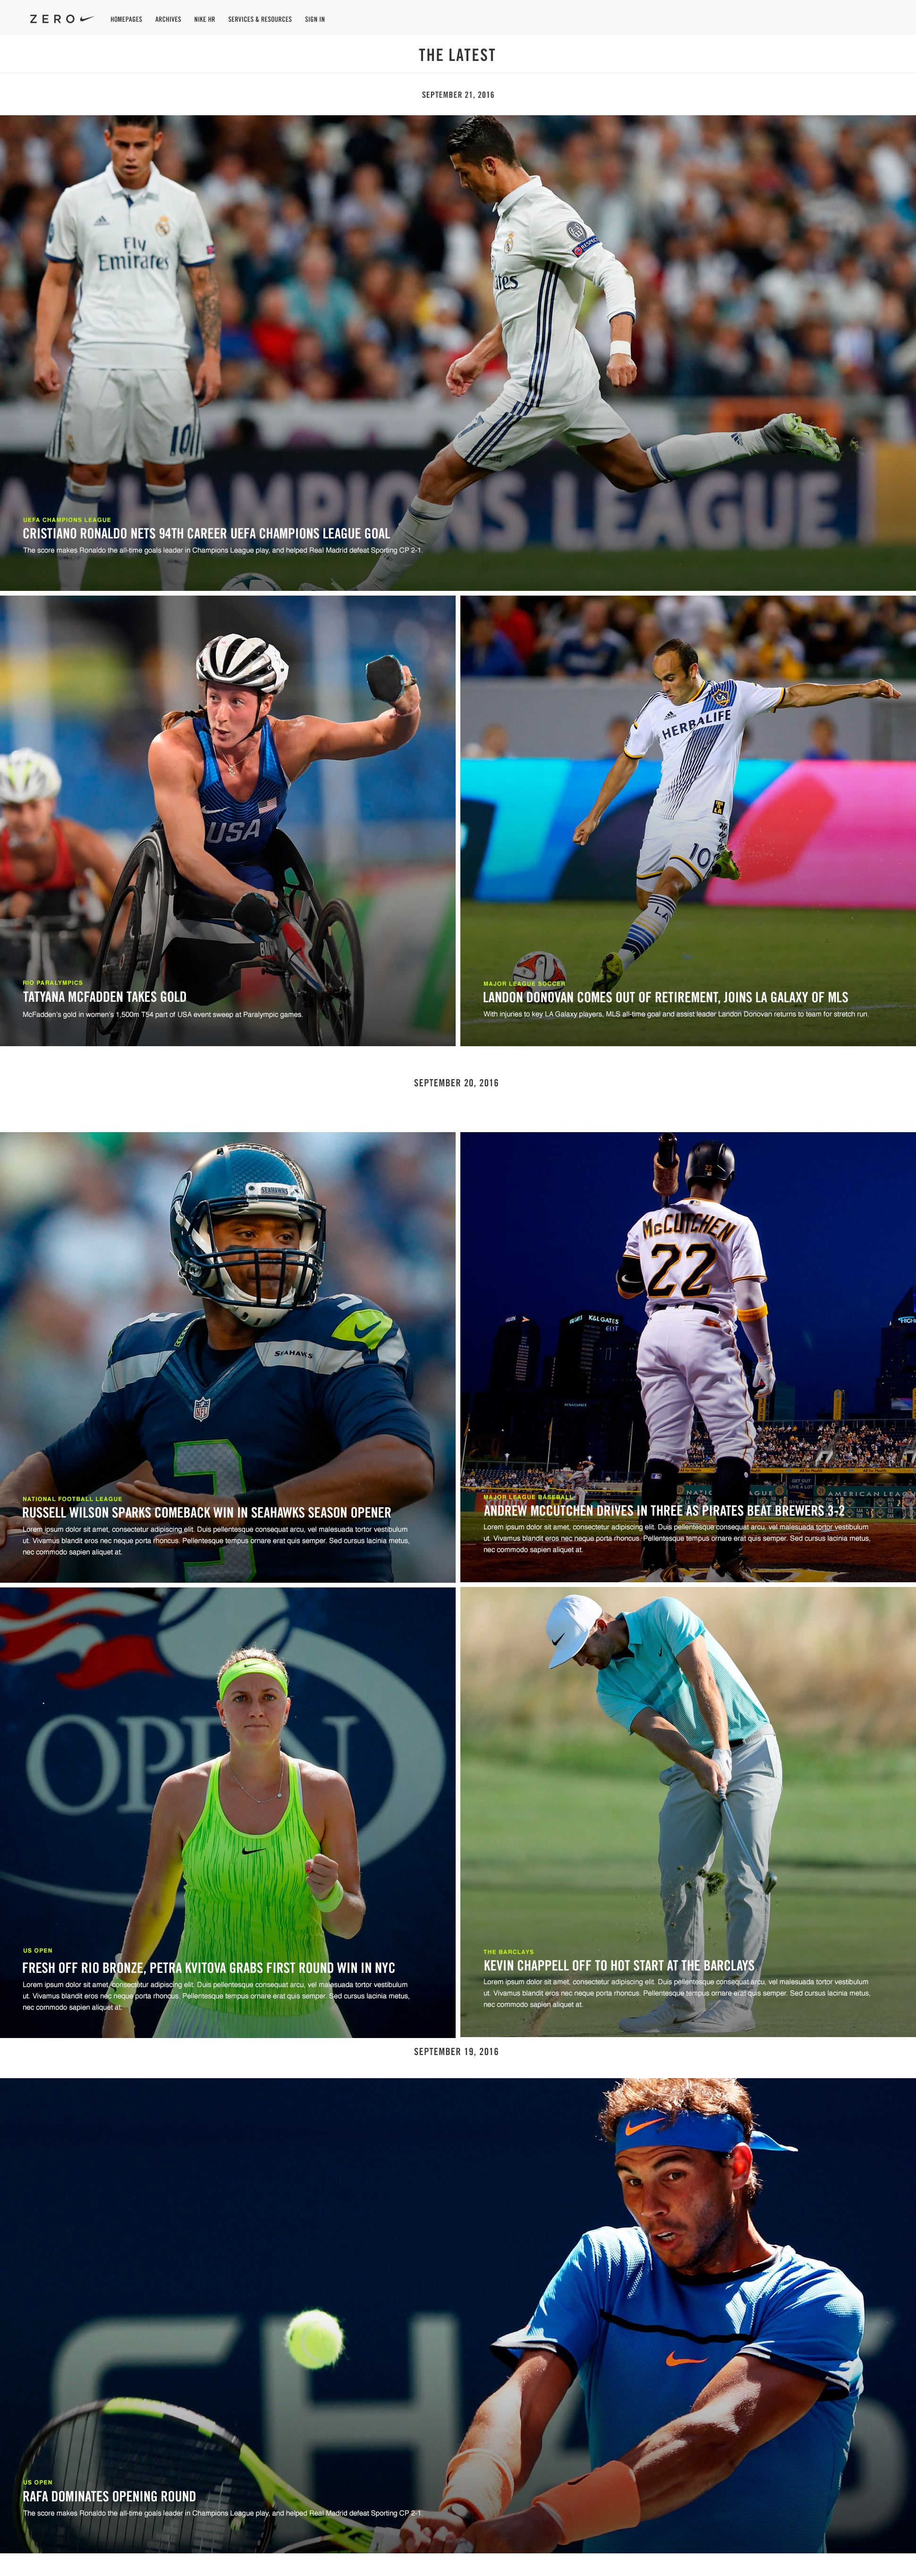 ZERO
HOMEPAGES ARCHIVES NIKE HR SERVICES & RESOURCES SIGN IN
THE LATEST
SEPTEMBER 21, 2016
Fly
Emirates
10
RESPECT
UEFA CHAMPIONS LEAGUE
CRISTIANO RONALDO NETS 94TH CAREER UEFA CHAMPIONS LEAGUE GOAL
The score makes Ronaldo the all-time goals leader in Champions League play, and helped Real Madrid defeat Sporting CP 2-1.
USA
RIO PARALYMPICS
TATYANA MCFADDEN TAKES GOLD
McFadden's gold in women's 1,500m T54 part of USA event sweep at Paralympic games.
HERBALIFE
10
LA
MAJOR LEAGUE SOCCER
LANDON DONOVAN COMES OUT OF RETIREMENT, JOINS LA GALAXY OF MLS
With injuries to key LA Galaxy players, MLS all-time goal and assist leader Landon Donovan returns to team for stretch run.
SEPTEMBER 20, 2016
SEAHAWKS
SEAHAWKS
NFL
3
NATIONAL FOOTBALL LEAGUE
RUSSELL WILSON SPARKS COMEBACK WIN IN SEAHAWKS SEASON OPENER
Lorem ipsum dolor sit amet, consectetur adipiscing elit. Duis pellentesque consequat arcu, vel malesuada tortor vestibulum
ut. Vivamus blandit eros nec neque porta rhoncus. Pellentesque tempus ornare erat quis semper. Sed cursus lacinia metus,
nec commodo sapien aliquet at.
22
McCUTCHEN
22
K&L GATES
AMERICAN LEAG
MAJOR LEAGUE BASEBALL
ANDREW MCCUTCHEN DRIVES IN THREE AS PIRATES BEAT BREWERS 3-2
Lorem ipsum dolor sit amet, consectetur adipiscing elit. Duis pellentesque consequat arcu, vel malesuada tortor vestibulum
ut. Vivamus blandit eros nec neque porta rhoncus. Pellentesque tempus ornare erat quis semper. Sed cursus lacinia metus,
nec commodo sapien aliquet at.
OPEN
US OPEN
FRESH OFF RIO BRONZE, PETRA KVITOVA GRABS FIRST ROUND WIN IN NYC
Lorem ipsum dolor sit amet, consectetur adipiscing elit. Duis pellentesque consequat arcu, vel malesuada tortor vestibulum
ut. Vivamus blandit eros nec neque porta rhoncus. Pellentesque tempus ornare erat quis semper. Sed cursus lacinia metus,
nec commodo sapien aliquet at.
THE BARCLAYS
KEVIN CHAPPELL OFF TO HOT START AT THE BARCLAYS
Lorem ipsum dolor sit amet, consectetur adipiscing elit. Duis pellentesque consequat arcu, vel malesuada tortor vestibulum
ut. Vivamus blandit eros nec neque porta rhoncus. Pellentesque tempus ornare erat quis semper. Sed cursus lacinia metus,
nec commodo sapien aliquet at.
SEPTEMBER 19, 2016
US OPEN
RAFA DOMINATES OPENING ROUND
The score makes Ronaldo the all-time goals leader in Champions League play, and helped Real Madrid defeat Sporting CP 2-1.